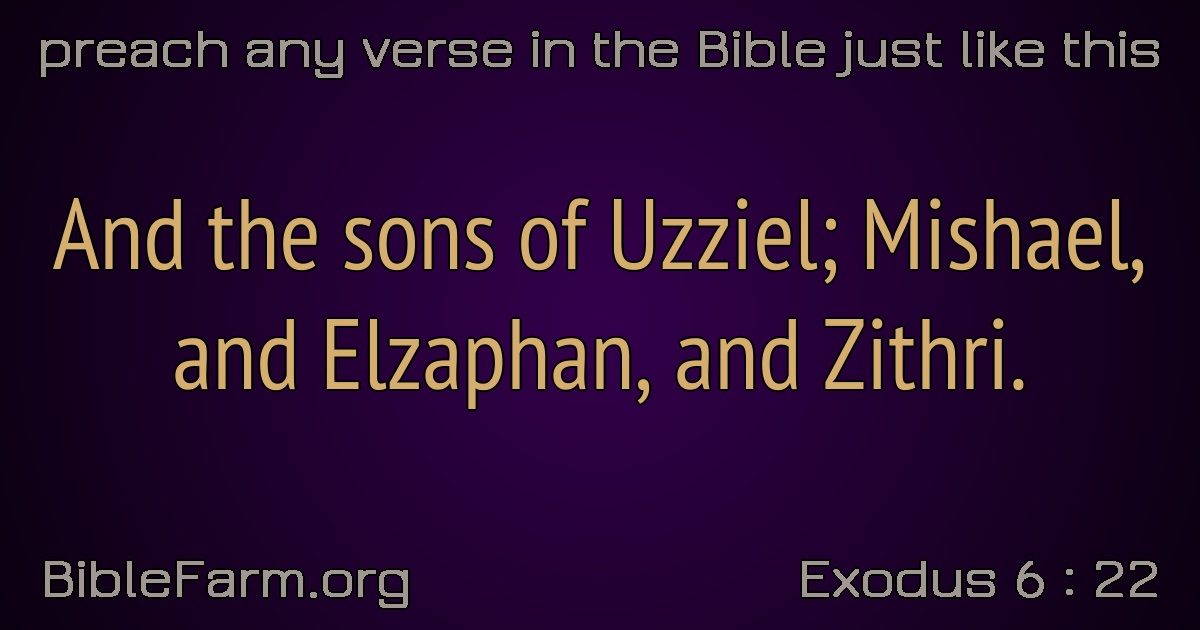 preach any verse in the Bible just like this
And the sons of Uzziel; Mishael,
and Elzaphan, and Zithri.
BibleFarm.org
Exodus 6 : 22